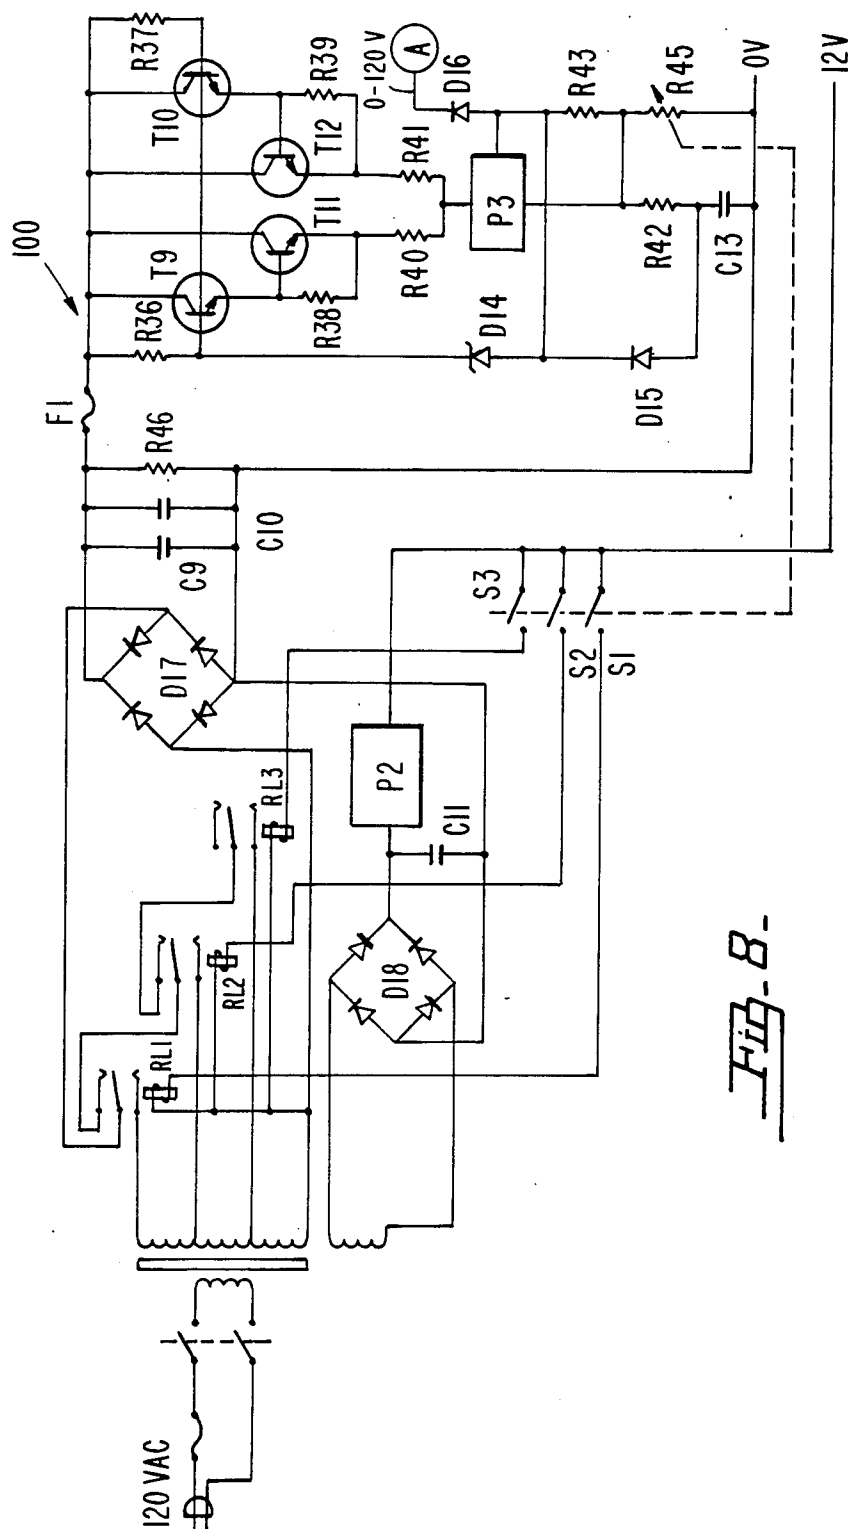 100
R37
T10
R39
0-120 V
A
D16
R43
R45
0V
12V
T12
R41
P3
T11
R40
R42
C13
T9
R36
R38
D14
D15
F1
R46
C10
C9
D17
S3
S2
S1
RL3
P2
C11
RL2
D18
RL1
120 VAC
Fig. 8.